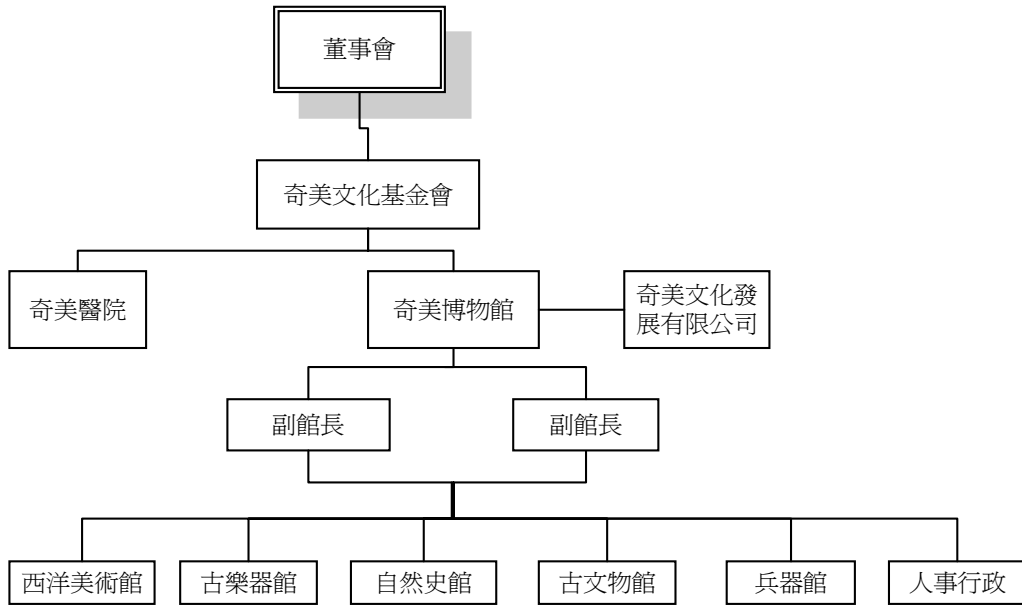 董事會
奇美文化基金會
奇美醫院
奇美博物館
奇美文化發
展有限公司
副館長
副館長
西洋美術館
古樂器館
自然史館
古文物館
兵器館
人事行政